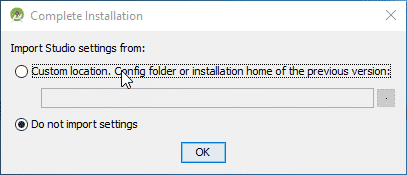 Complete Installation
Import Studio settings from:
Custom location. Config folder or installation home of the previous version:
.
Do not import settings
OK